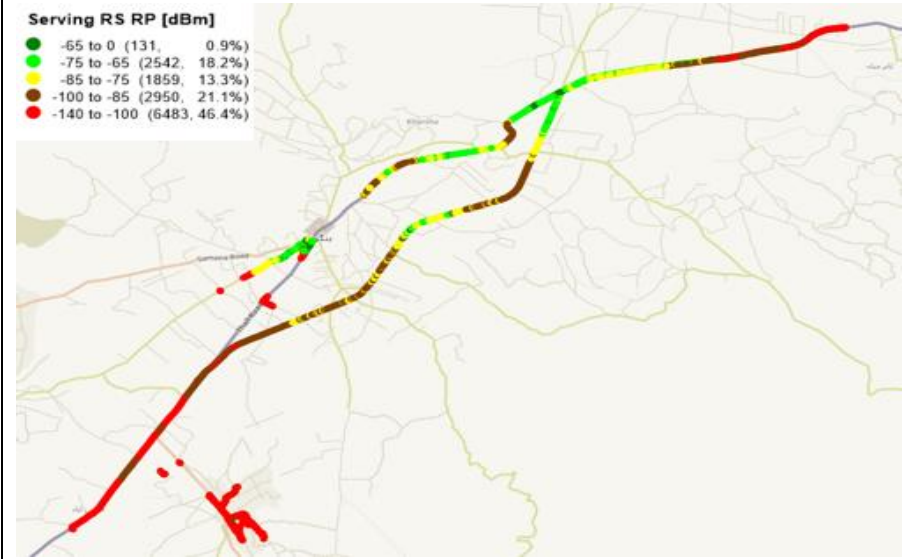 Serving RS RP [dBm]
-65 to 0 (131, 0.9%)
-75 to -65 (2542, 18.2%)
-85 to -75 (1859, 13.3%)
-100 to -85 (2950, 21.1%)
-140 to -100 (6483, 46.4%)
Road